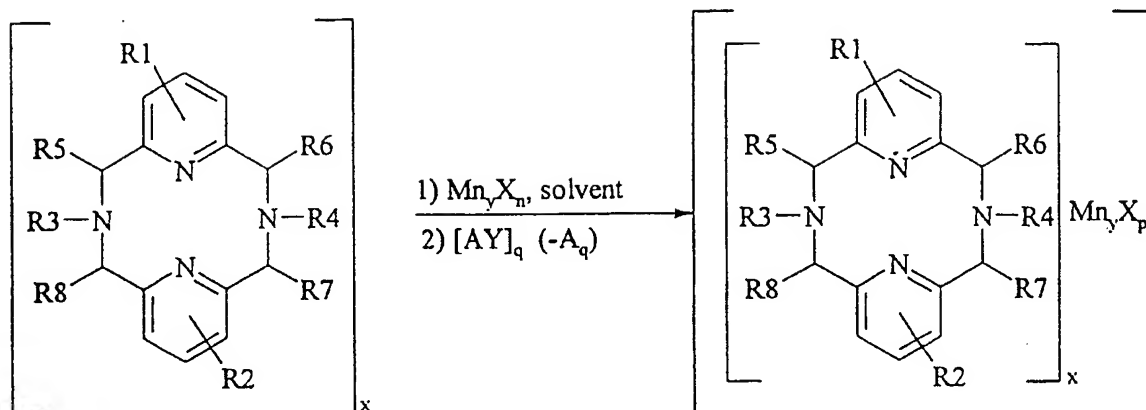 R1
R5
R6
N
R3
N
N
R4
N
R8
R7
R2
x
1) MnyXn, solvent
2) [AY]q (-Aq)
R1
R5
R6
N
R3
N
N
R4
MnyXp
N
R8
R7
R2
x